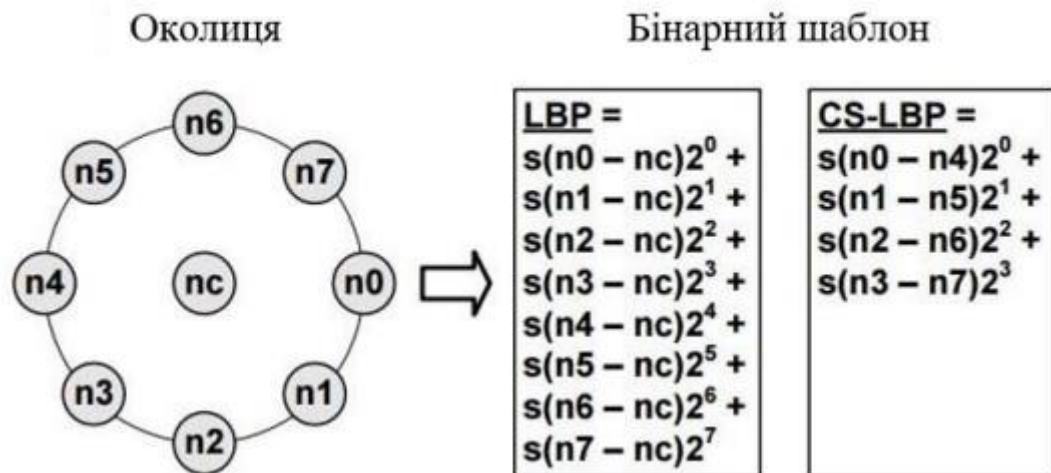 Околиця
Бінарний шаблон
n6
n5
n7
n4
nc
n0
n3
n1
n2
LBP =
s(n0 – nc)2⁰ +
s(n1 – nc)2¹ +
s(n2 – nc)2² +
s(n3 – nc)2³ +
s(n4 – nc)2⁴ +
s(n5 – nc)2⁵ +
s(n6 – nc)2⁶ +
s(n7 – nc)2⁷
CS-LBP =
s(n0 – n4)2⁰ +
s(n1 – n5)2¹ +
s(n2 – n6)2² +
s(n3 – n7)2³